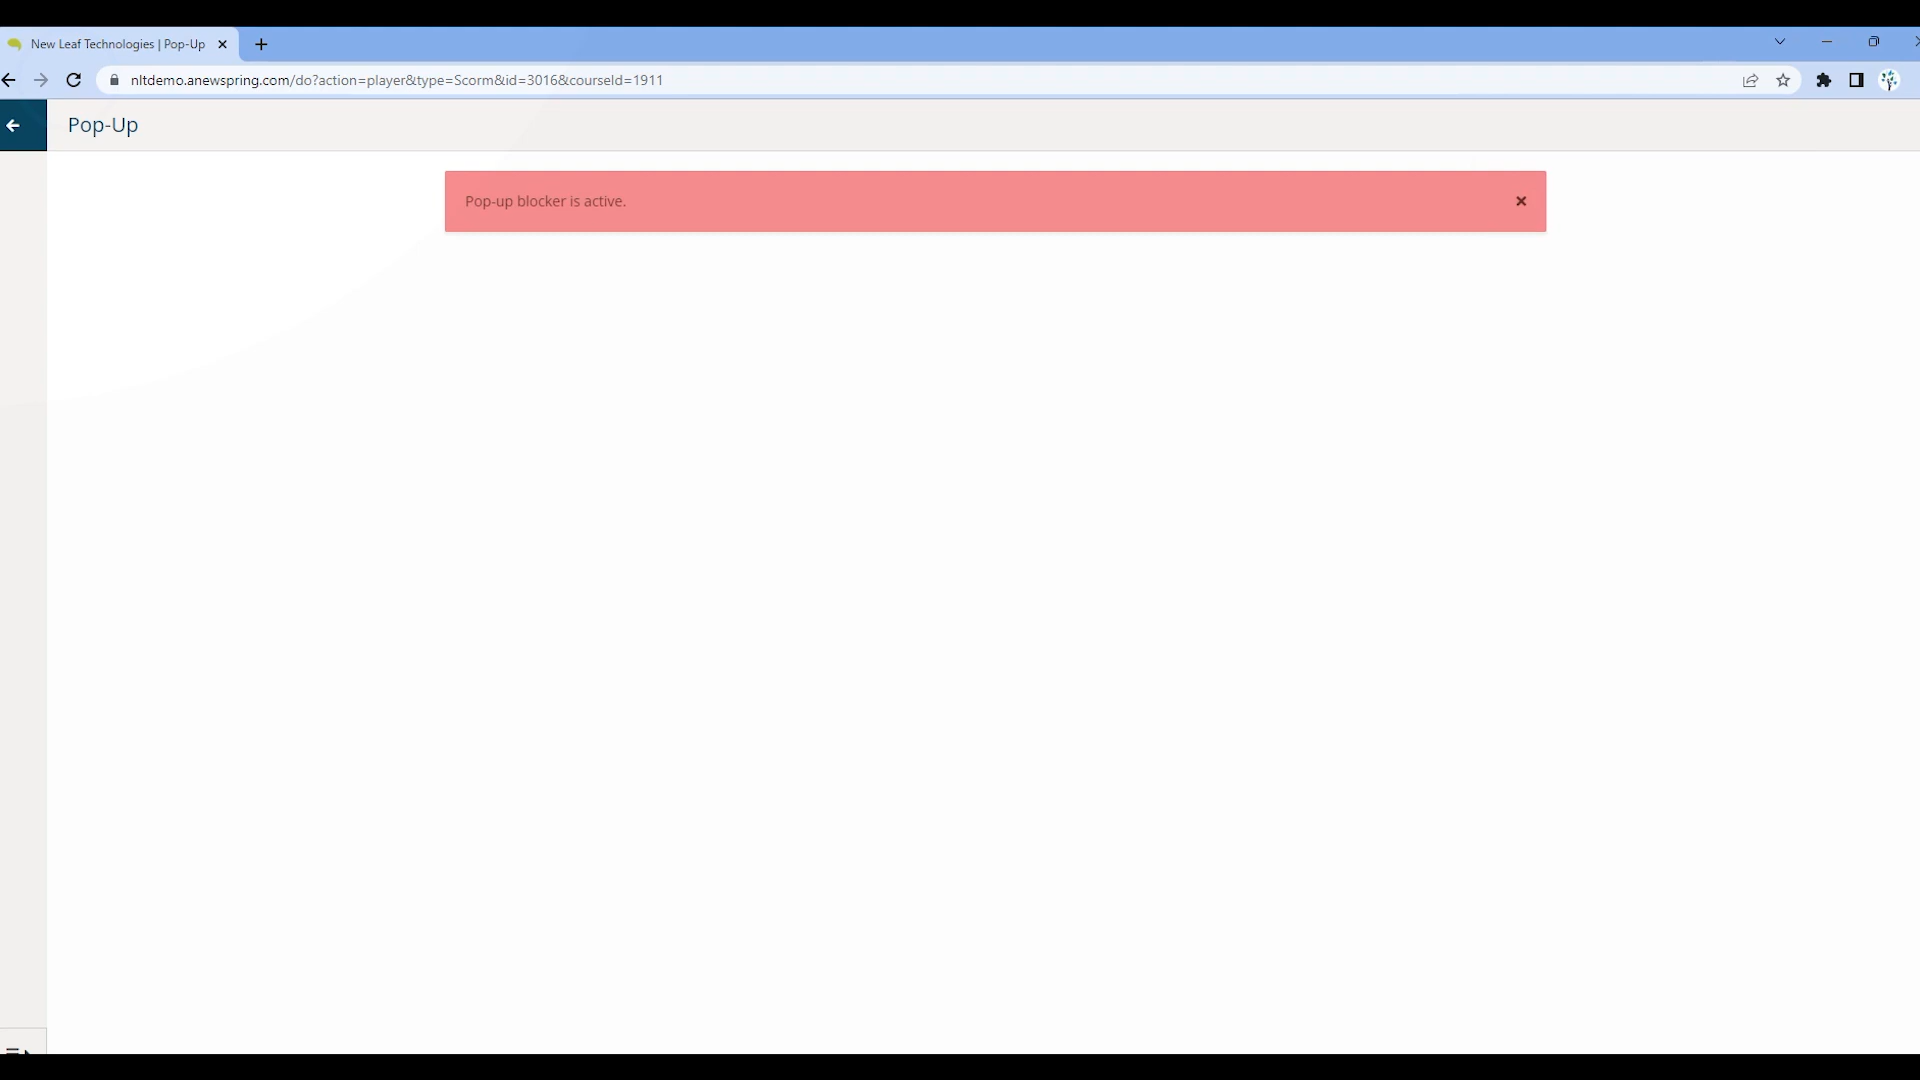 New Leaf Technologies | Pop-Up
nltdemo.anewspring.com/do?action=player&type=Scorm&id=3016&courseId=1911
Pop-Up
Pop-up blocker is active.